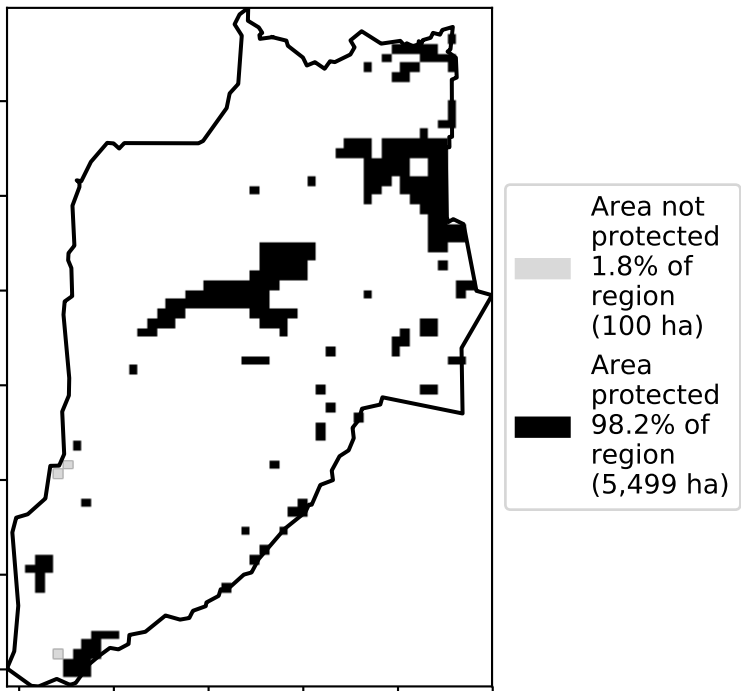 Area not
protected
1.8% of
region
(100 ha)
Area
protected
98.2% of
region
(5,499 ha)